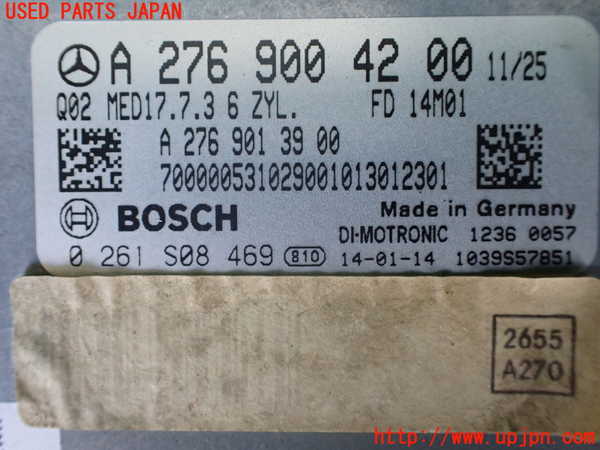 USED PARTS JAPAN
A 276 900 42 00 11/25
Q02 MED17.7.3 6 ZYL. FD 14M01
A 276 901 39 00
700000531029001013012301
BOSCH Made in Germany
DI-MOTRONIC 1236 0057
0 261 S08 469 810 14-01-14 1039S57851
2655
A270
UPJ http://www.upjpn.com/